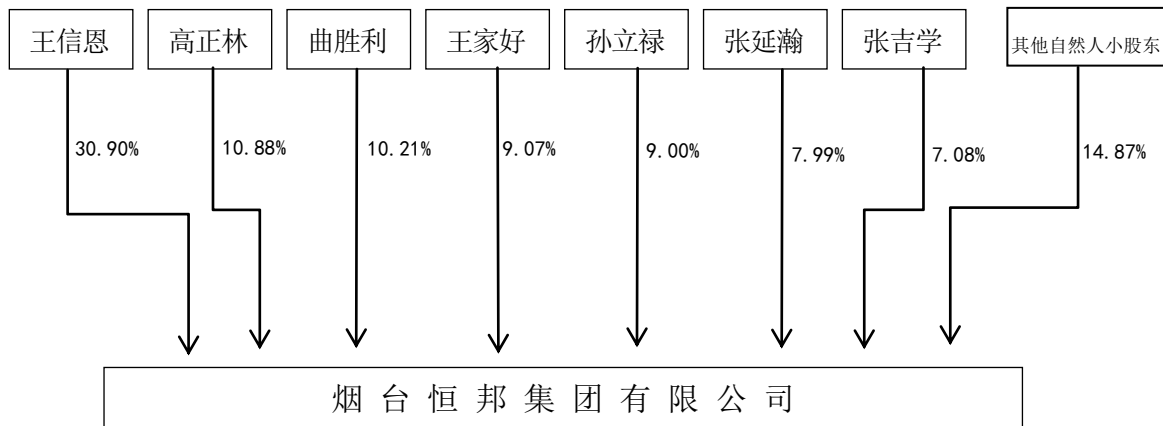 王信恩
高正林
曲胜利
王家好
孙立禄
张延瀚
张吉学
其他自然人小股东
30.90%
10.88%
10.21%
9.07%
9.00%
7.99%
7.08%
14.87%
烟台恒邦集团有限公司